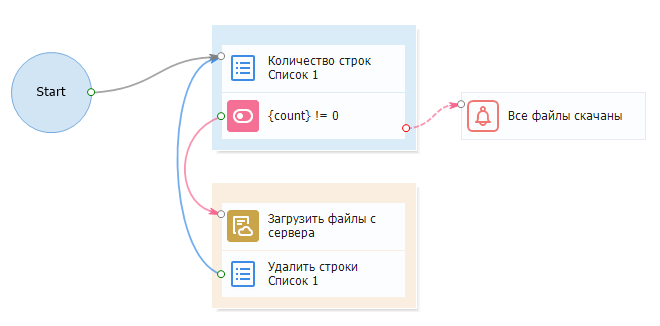 Start
Количество строк
Список 1
{count} != 0
Все файлы скачаны
Загрузить файлы с
сервера
Удалить строки
Список 1